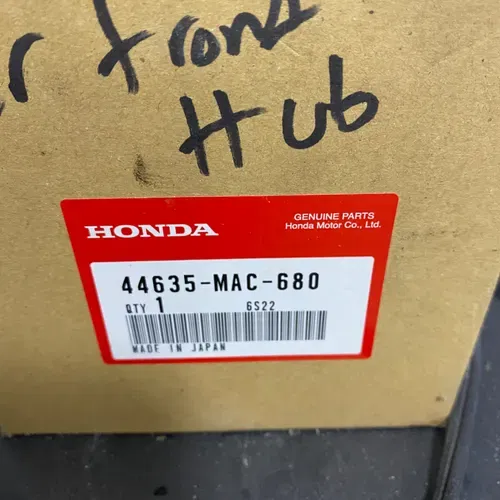 front
Hub
HONDA
GENUINE PARTS
Honda Motor Co., Ltd.
44635-MAC-680
QTY 1 6S22
MADE IN JAPAN